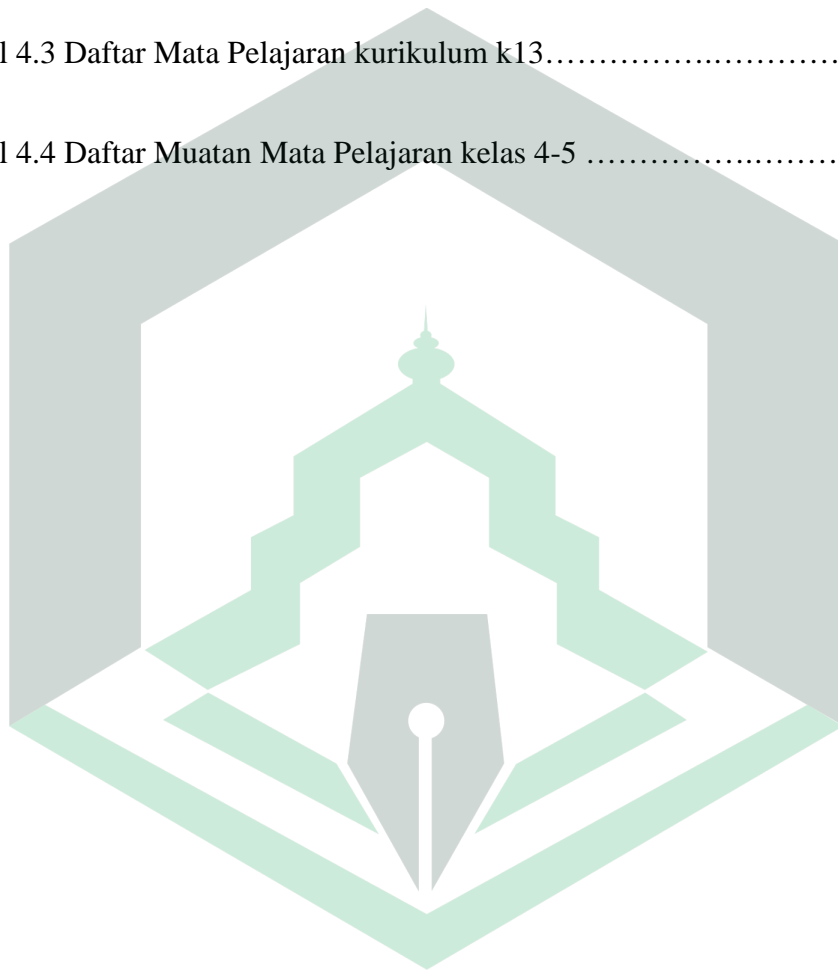 l 4.3 Daftar Mata Pelajaran kurikulum k13……………..…………
l 4.4 Daftar Muatan Mata Pelajaran kelas 4-5 ……………..………